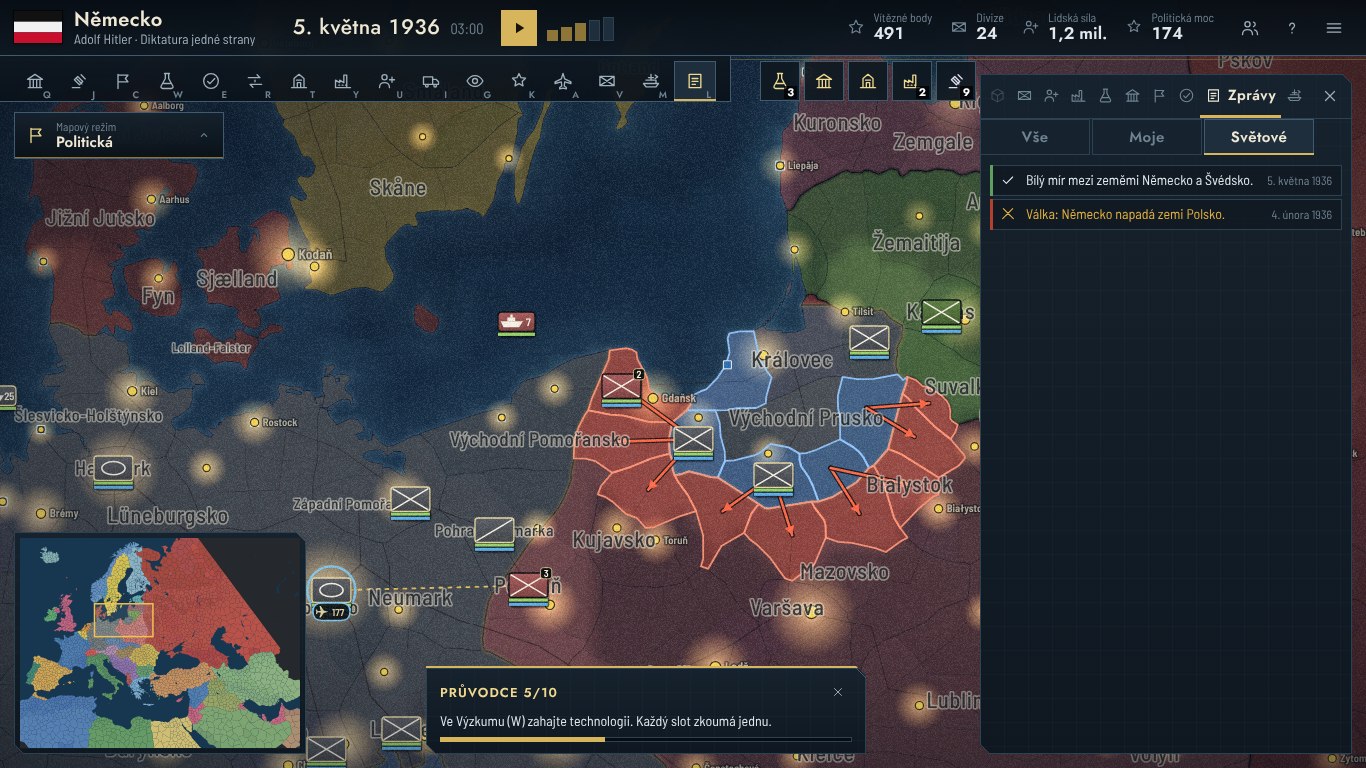 Německo
Adolf Hitler · Diktatura jedné strany
5. května 1936 03:00
Vítězné body
491
Divize
24
Lidská síla
1,2 mil.
Politická moc
174
?
Q J C W E R T Y U I G K A V M L
3
2
9
Mapový režim
Politická
Zprávy
Vše
Moje
Světové
Bílý mír mezi zeměmi Německo a Švédsko.
5. května 1936
Válka: Německo napadá zemi Polsko.
4. února 1936
Pskov
Aalborg
Kuronsko
Zemgale
Liepāja
Skåne
Aarhus
Jižní Jutsko
Žemaitija
Kodaň
Sjælland
Fyn
Tilsit
7
Lolland-Falster
Královec
2
Kiel
Gdaňsk
Suvalk
25
Šlesvicko-Holštýnsko
Rostock
Východní Prusko
Východní Pomořansko
Bialystok
Západní Pomořa
Brémy
Lüneburgsko
Kujavsko
Toruň
Mazovsko
3
Neumark
177
Varšava
Lublin
PRŮVODCE 5/10
Ve Výzkumu (W) zahajte technologii. Každý slot zkoumá jednu.